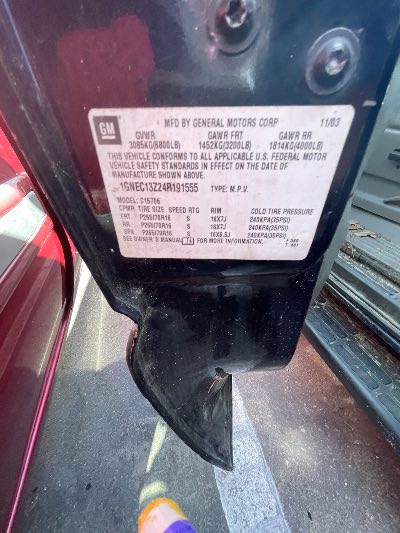 GM
MFD BY GENERAL MOTORS CORP 11/03
GVWR GAWR FRT GAWR RR
3085KG(6800LB) 1452KG(3200LB) 1814KG(4000LB)
THIS VEHICLE CONFORMS TO ALL APPLICABLE U.S. FEDERAL MOTOR
VEHICLE SAFETY STANDARDS IN EFFECT ON THE DATE OF
MANUFACTURE SHOWN ABOVE.
1GNEC13Z24R191555 TYPE: M.P.V.
MODEL: C15706
CPMR: TIRE SIZE SPEED RTG RIM COLD TIRE PRESSURE
FRT P265/70R16 S 16X7J 240KPA(35PSI)
RR P265/70R16 S 16X7J 240KPA(35PSI)
SPA P265/70R16 S 16X6.5J 240KPA(35PSI)
SEE OWNER'S MANUAL FOR MORE INFORMATION.